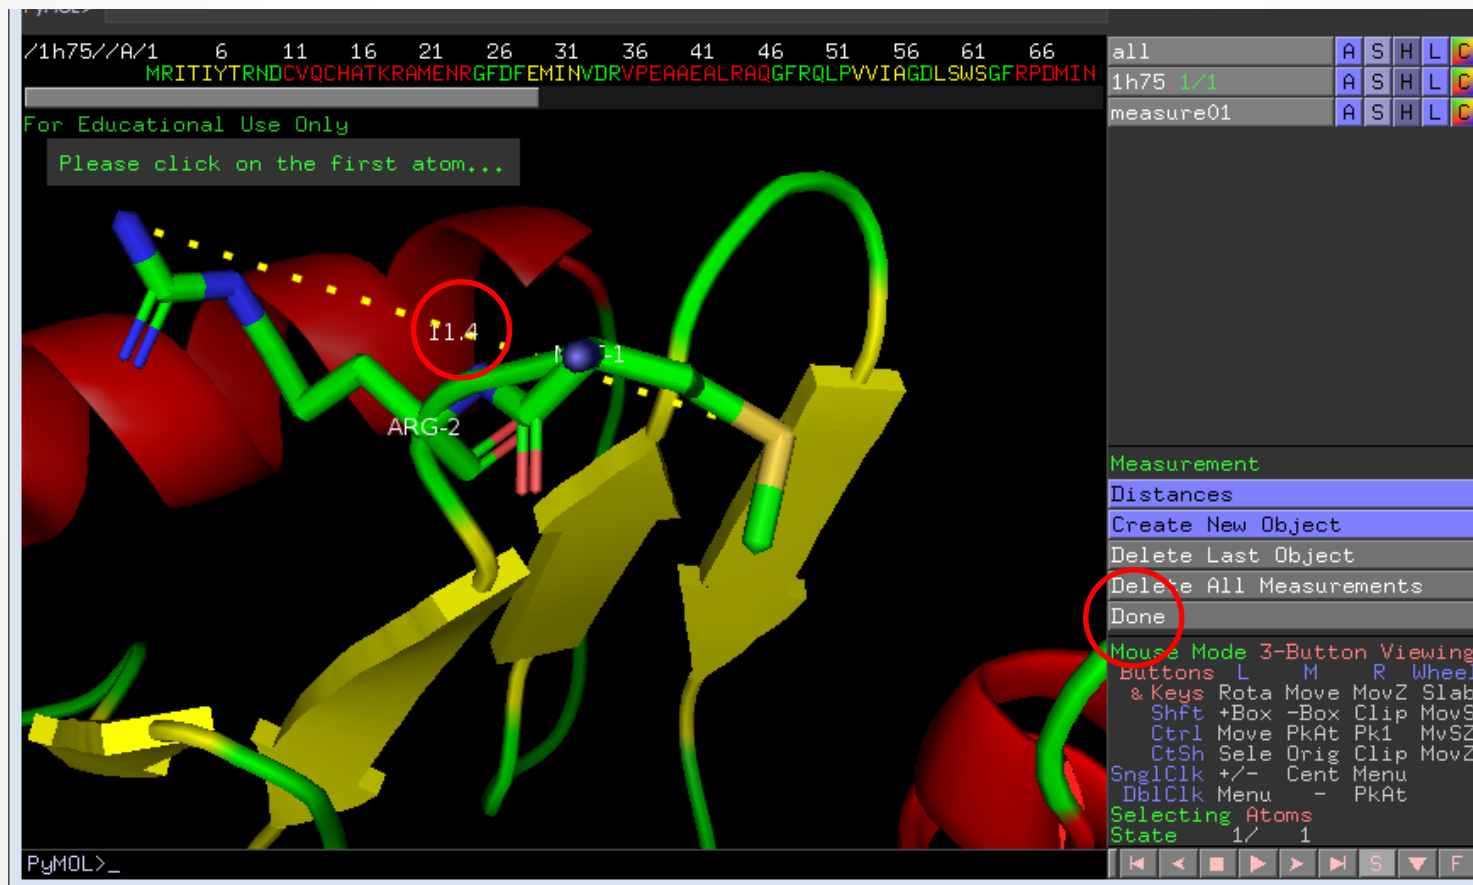 /1h75//A/1 6 11 16 21 26 31 36 41 46 51 56 61 66
MRITIYTRNDCVQCHATKRAMENRGFDFEMINVDRVPEAAEALRAQGFRQLPVVIAGDLSWSGFRPDMIN
For Educational Use Only
Please click on the first atom...
11.4
ARG-2
all A S H L C
1h75 1/1 A S H L C
measure01 A S H L C
Measurement
Distances
Create New Object
Delete Last Object
Delete All Measurements
Done
Mouse Mode 3-Button Viewing
Buttons L M R Wheel
& Keys Rota Move MovZ Slab
Shft +Box -Box Clip MovS
Ctrl Move PkAt Pk1 MvSZ
CtSh Sele Orig Clip MovZ
SnglClk +/- Cent Menu
DblClk Menu - PkAt
Selecting Atoms
State 1/ 1
PyMOL>_
S F